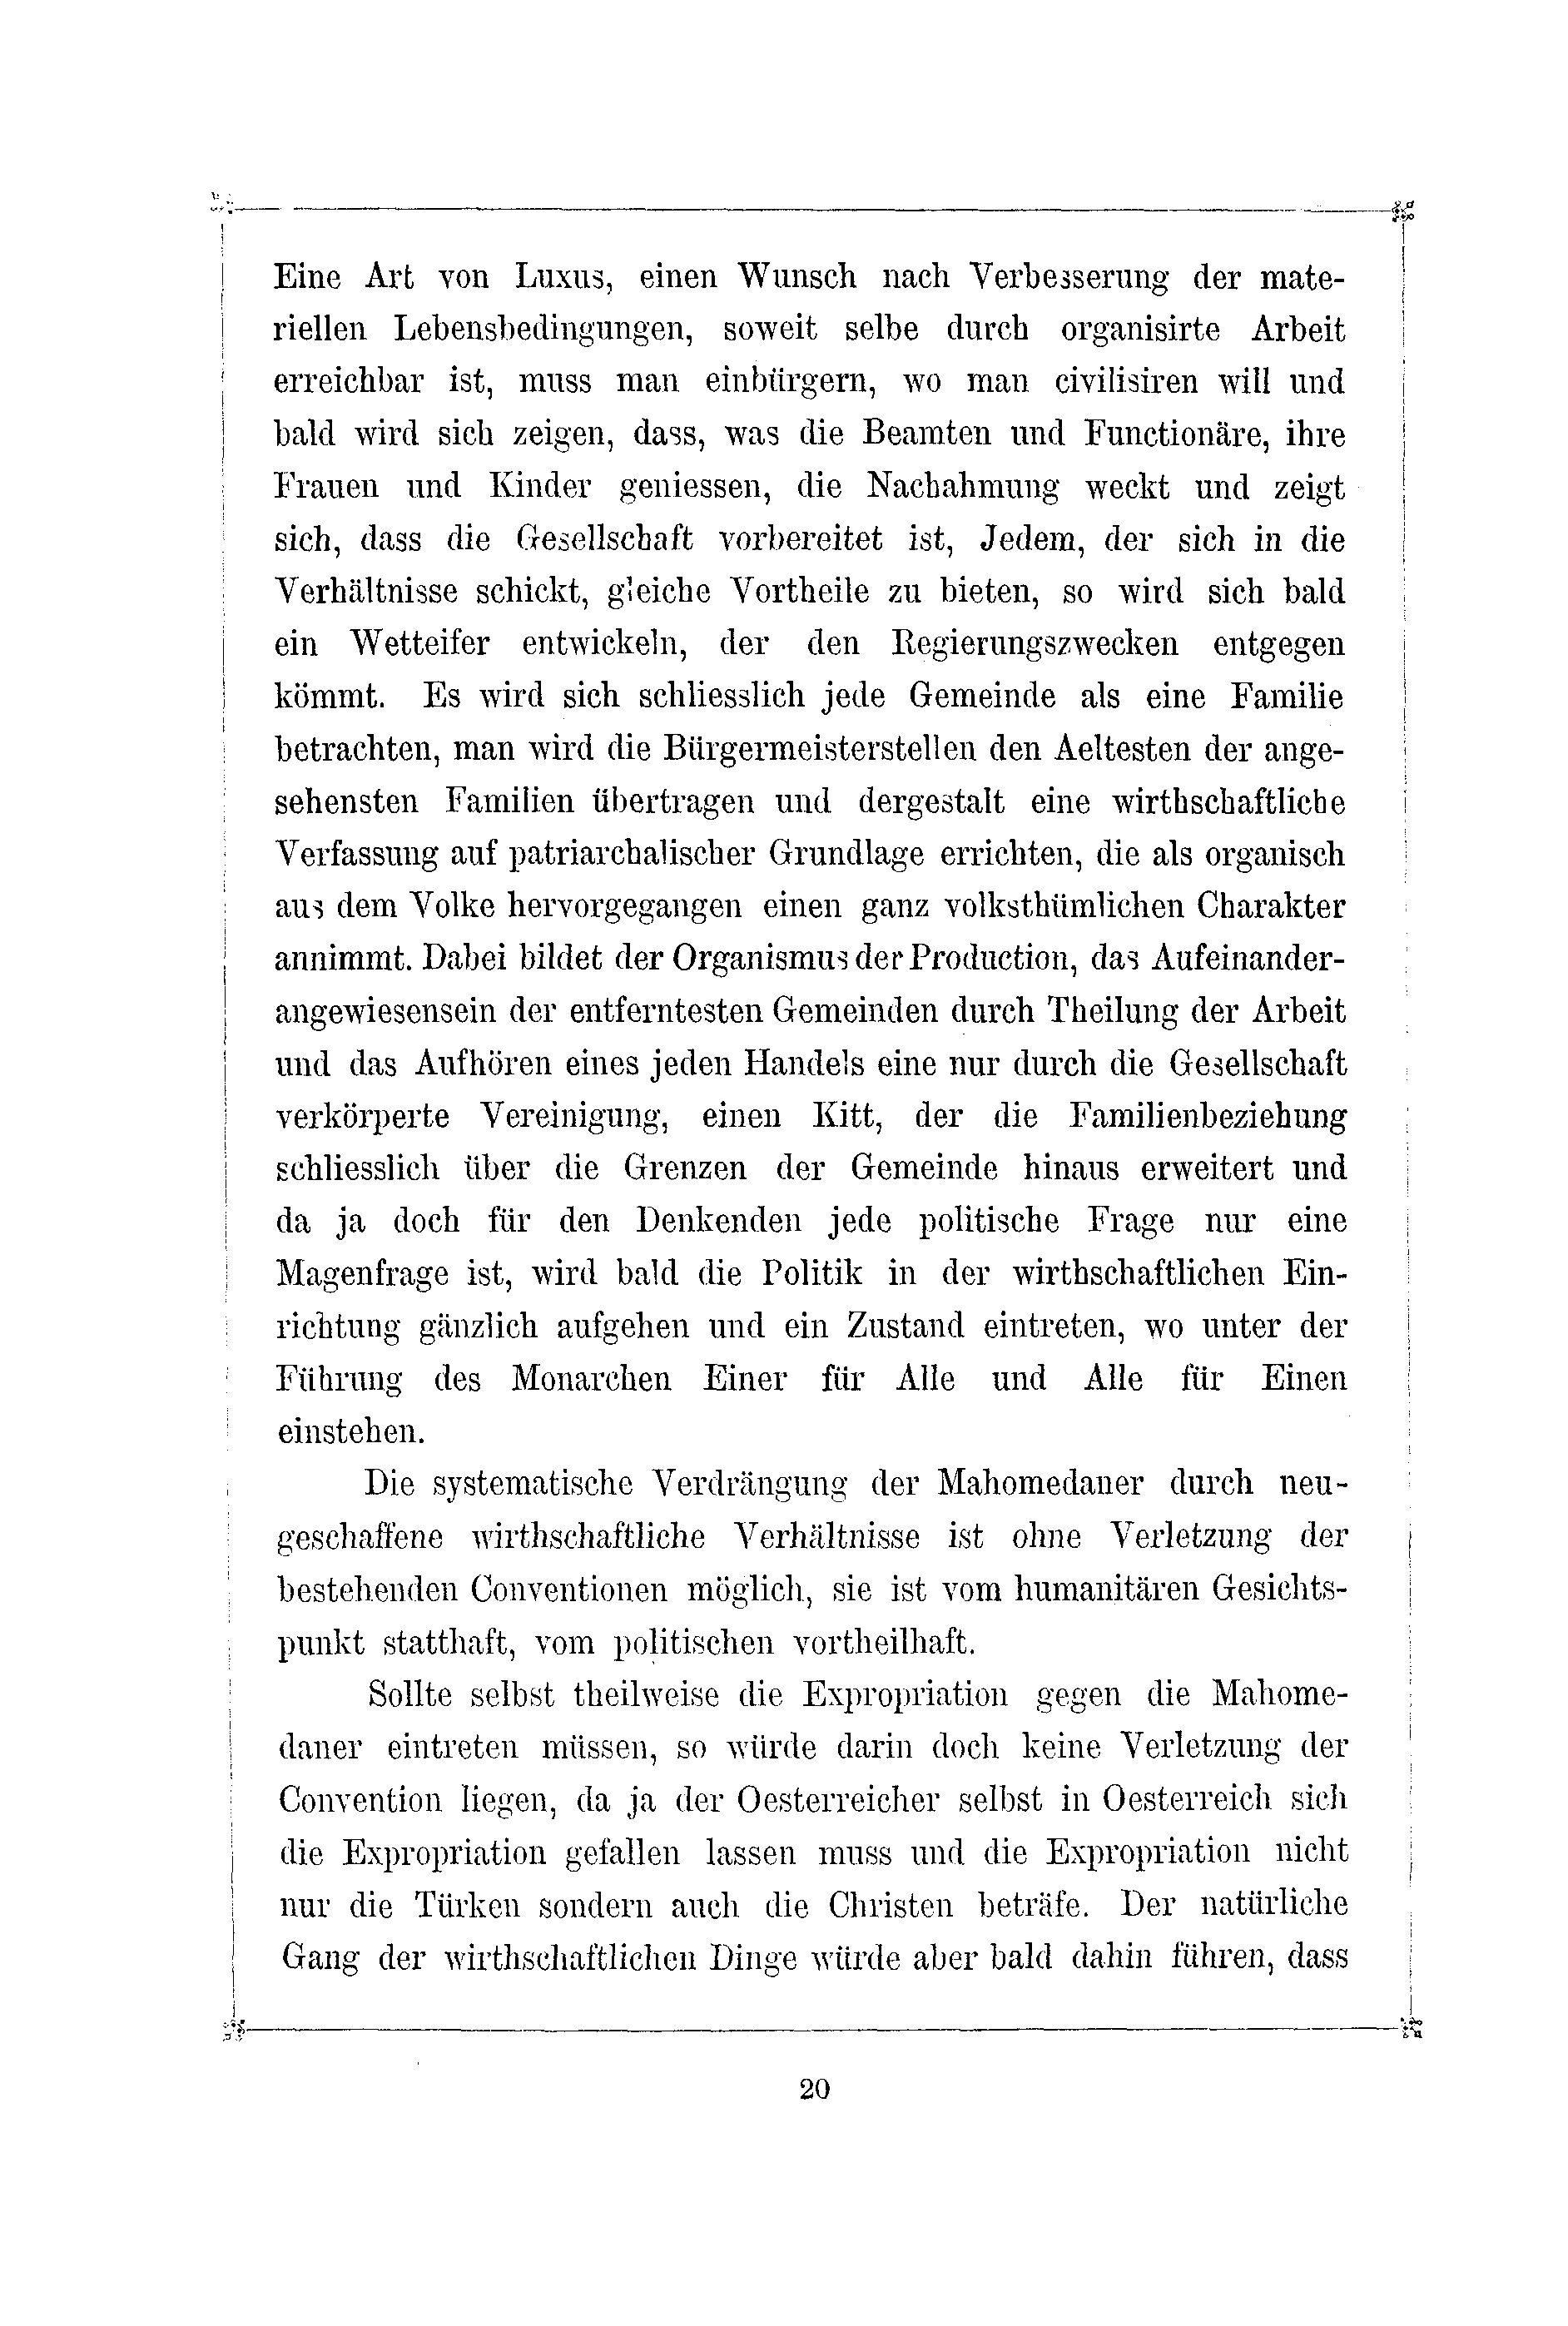 Eine Art von Luxus, einen Wunsch nach Verbesserung der mate-
riellen Lebensbedingungen, soweit selbe durch organisirte Arbeit
erreichbar ist, muss man einbürgern, wo man civilisiren will und
bald wird sich zeigen, dass, was die Beamten und Functionäre, ihre
Frauen und Kinder geniessen, die Nachahmung weckt und zeigt
sich, dass die Gesellschaft vorbereitet ist, Jedem, der sich in die
Verhältnisse schickt, gleiche Vortheile zu bieten, so wird sich bald
ein Wetteifer entwickeln, der den Regierungszwecken entgegen
kömmt. Es wird sich schliesslich jede Gemeinde als eine Familie
betrachten, man wird die Bürgermeisterstellen den Aeltesten der ange-
sehensten Familien übertragen und dergestalt eine wirthschaftliche
Verfassung auf patriarchalischer Grundlage errichten, die als organisch
aus dem Volke hervorgegangen einen ganz volksthümlichen Charakter
annimmt. Dabei bildet der Organismus der Production, das Aufeinander-
angewiesensein der entferntesten Gemeinden durch Theilung der Arbeit
und das Aufhören eines jeden Handels eine nur durch die Gesellschaft
verkörperte Vereinigung, einen Kitt, der die Familienbeziehung
schliesslich über die Grenzen der Gemeinde hinaus erweitert und
da ja doch für den Denkenden jede politische Frage nur eine
Magenfrage ist, wird bald die Politik in der wirthschaftlichen Ein-
richtung gänzlich aufgehen und ein Zustand eintreten, wo unter der
Führung des Monarchen Einer für Alle und Alle für Einen
einstehen.
Die systematische Verdrängung der Mahomedaner durch neu-
geschaffene wirthschaftliche Verhältnisse ist ohne Verletzung der
bestehenden Conventionen möglich, sie ist vom humanitären Gesichts-
punkt statthaft, vom politischen vortheilhaft.
Sollte selbst theilweise die Expropriation gegen die Mahome-
daner eintreten müssen, so würde darin doch keine Verletzung der
Convention liegen, da ja der Oesterreicher selbst in Oesterreich sich
die Expropriation gefallen lassen muss und die Expropriation nicht
nur die Türken sondern auch die Christen beträfe. Der natürliche
Gang der wirthschaftlichen Dinge würde aber bald dahin führen, dass
20